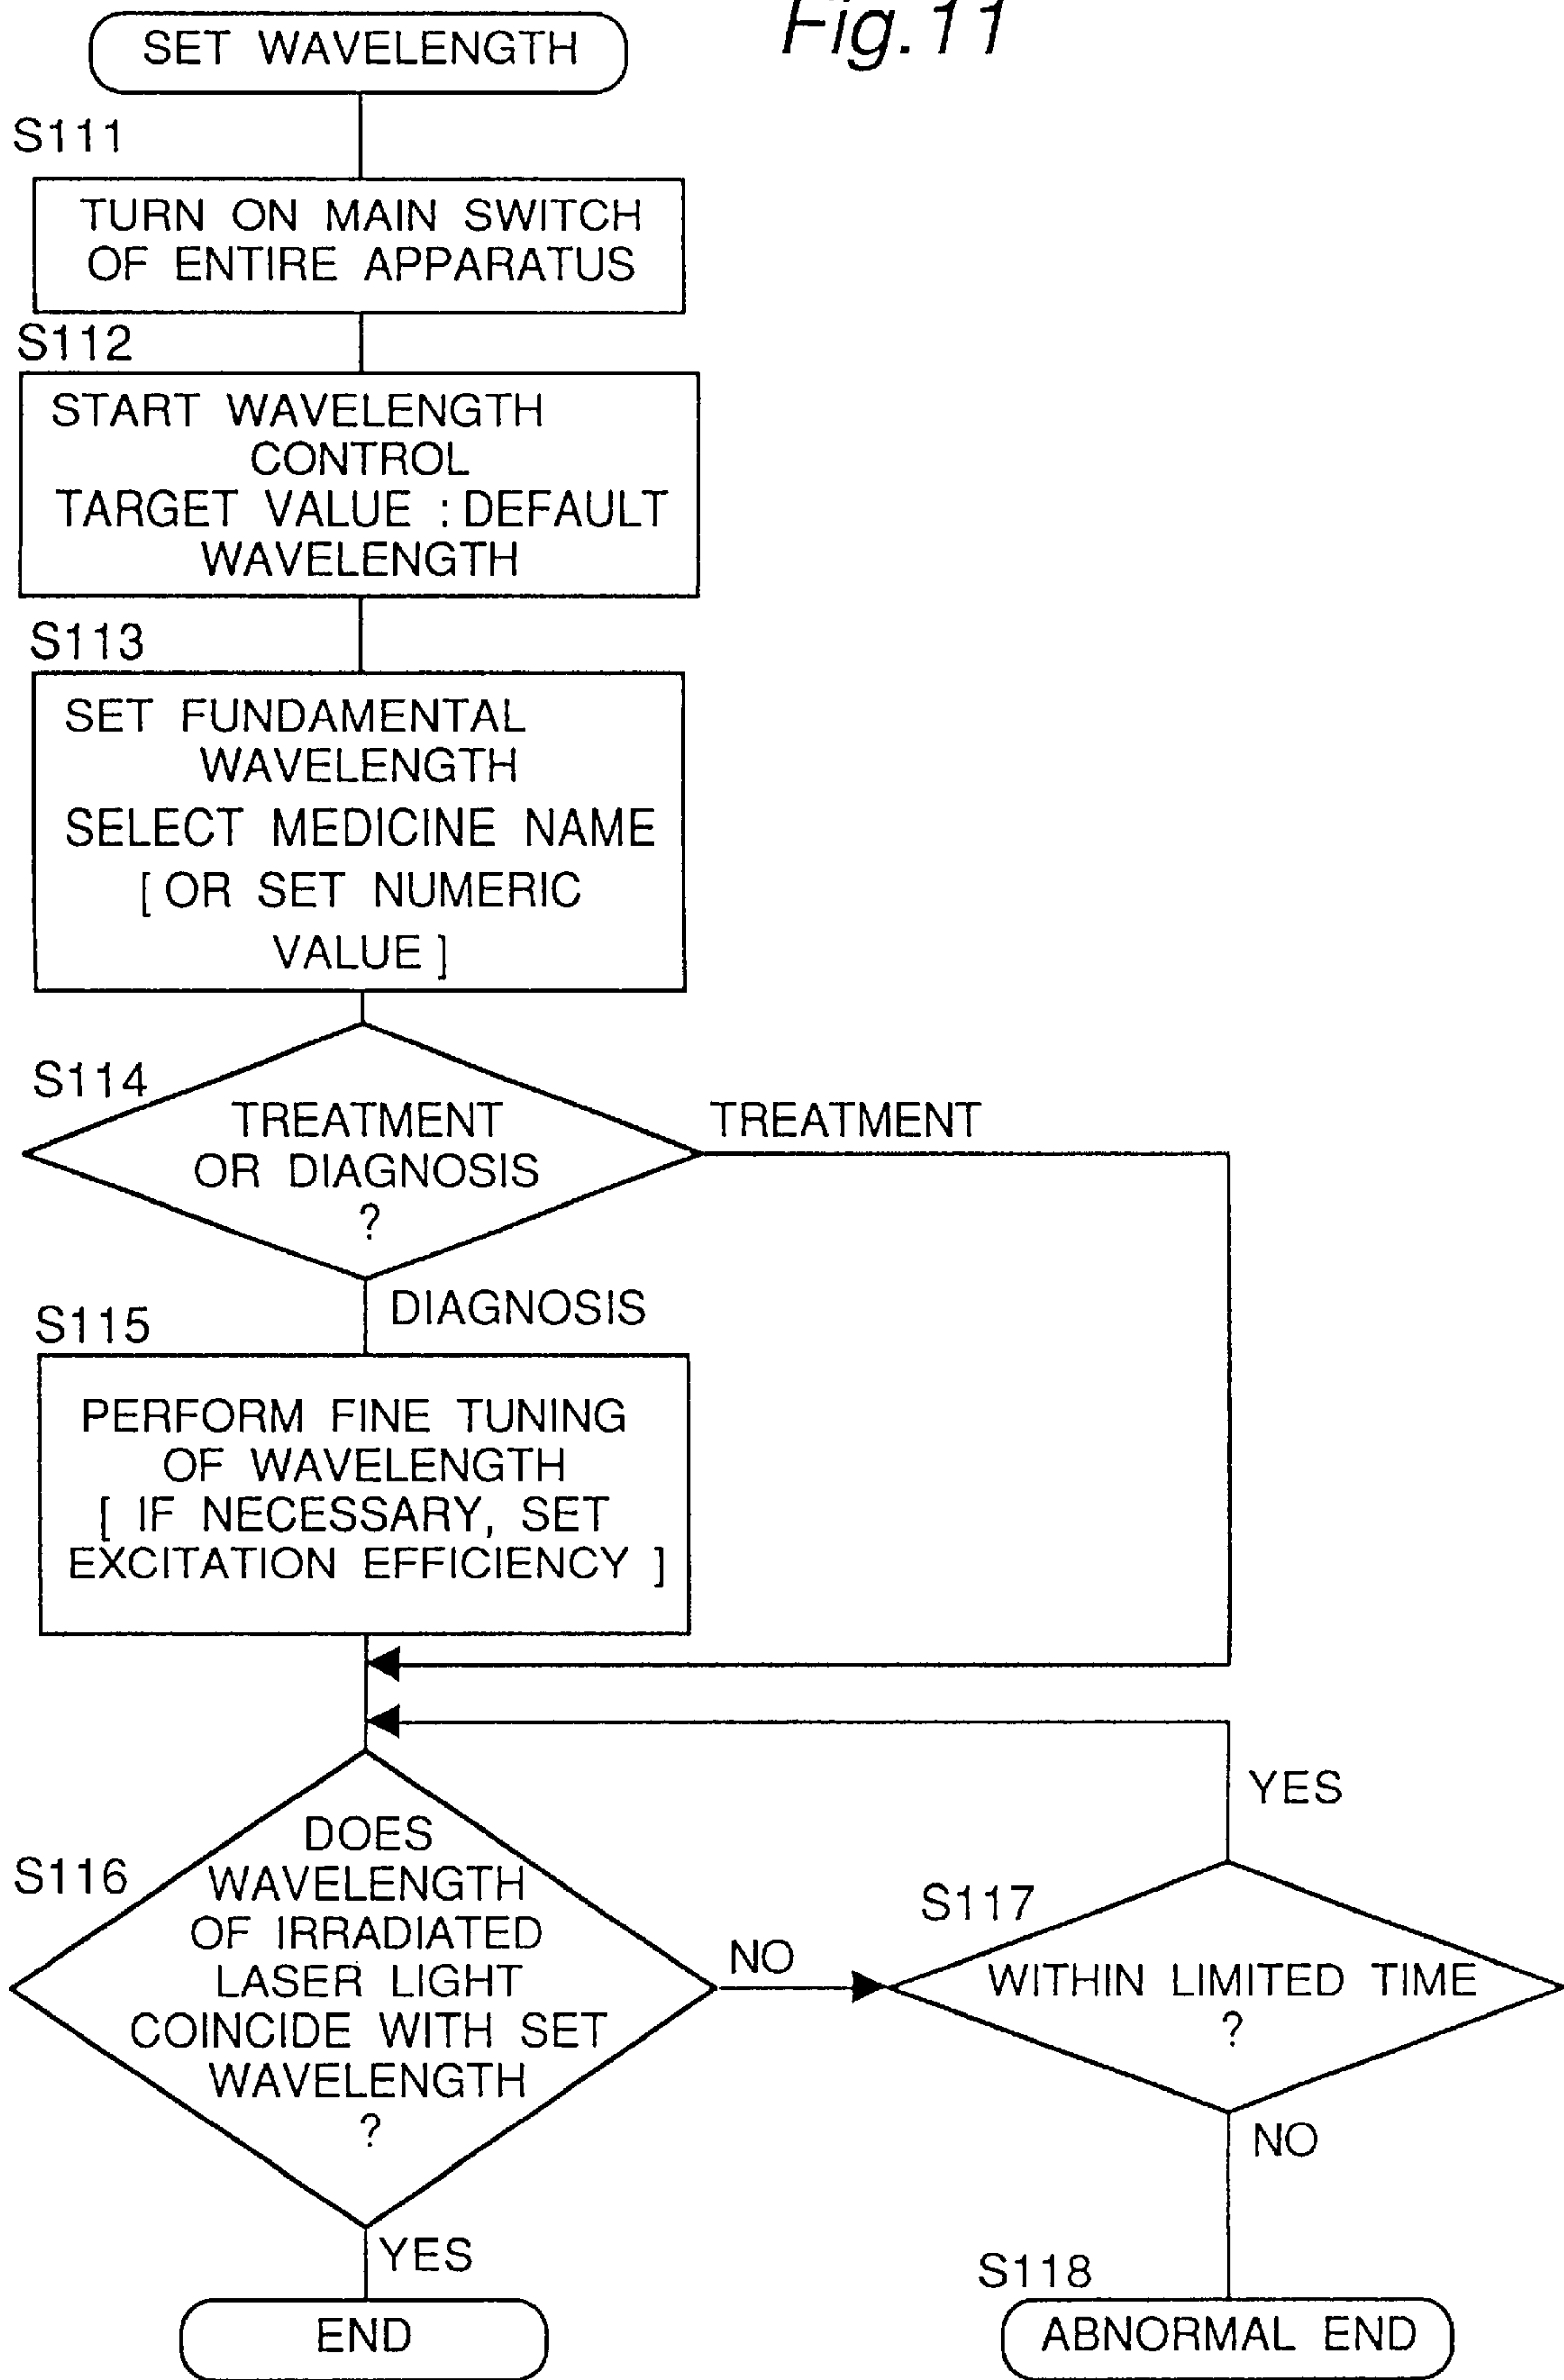 Fig.11
SET WAVELENGTH
S111
TURN ON MAIN SWITCH
OF ENTIRE APPARATUS
S112
START WAVELENGTH
CONTROL
TARGET VALUE : DEFAULT
WAVELENGTH
S113
SET FUNDAMENTAL
WAVELENGTH
SELECT MEDICINE NAME
[ OR SET NUMERIC
VALUE ]
S114
TREATMENT
OR DIAGNOSIS
?
TREATMENT
DIAGNOSIS
S115
PERFORM FINE TUNING
OF WAVELENGTH
[ IF NECESSARY, SET
EXCITATION EFFICIENCY ]
S116
DOES
WAVELENGTH
OF IRRADIATED
LASER LIGHT
COINCIDE WITH SET
WAVELENGTH
?
NO
YES
S117
WITHIN LIMITED TIME
?
NO
YES
END
S118
ABNORMAL END